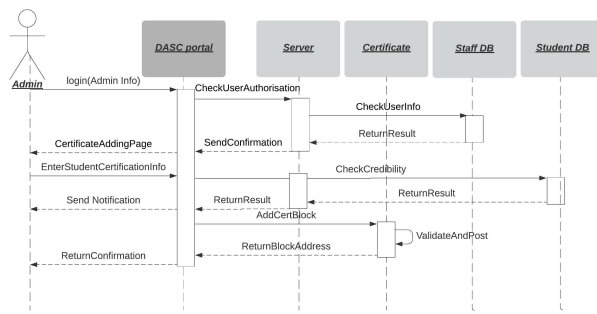 DASC portal
Server
Certificate
Staff DB
Student DB
Admin
login(Admin Info)
CheckUserAuthorisation
CheckUserInfo
ReturnResult
SendConfirmation
CertificateAddingPage
EnterStudentCertificationInfo
CheckCredibility
ReturnResult
ReturnResult
Send Notification
AddCertBlock
ValidateAndPost
ReturnBlockAddress
ReturnConfirmation